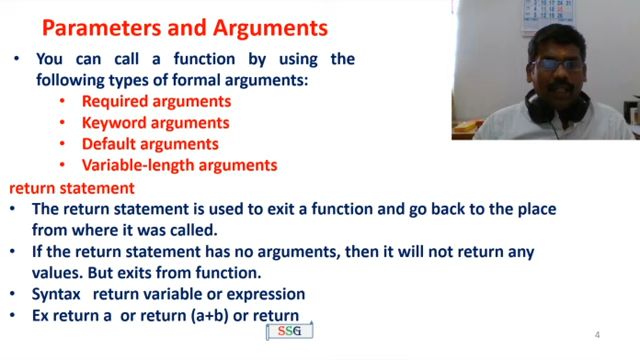 Parameters and Arguments
• You can call a function by using the
following types of formal arguments:
• Required arguments
• Keyword arguments
• Default arguments
• Variable-length arguments
return statement
• The return statement is used to exit a function and go back to the place
from where it was called.
• If the return statement has no arguments, then it will not return any
values. But exits from function.
• Syntax return variable or expression
• Ex return a or return (a+b) or return
SSG
4